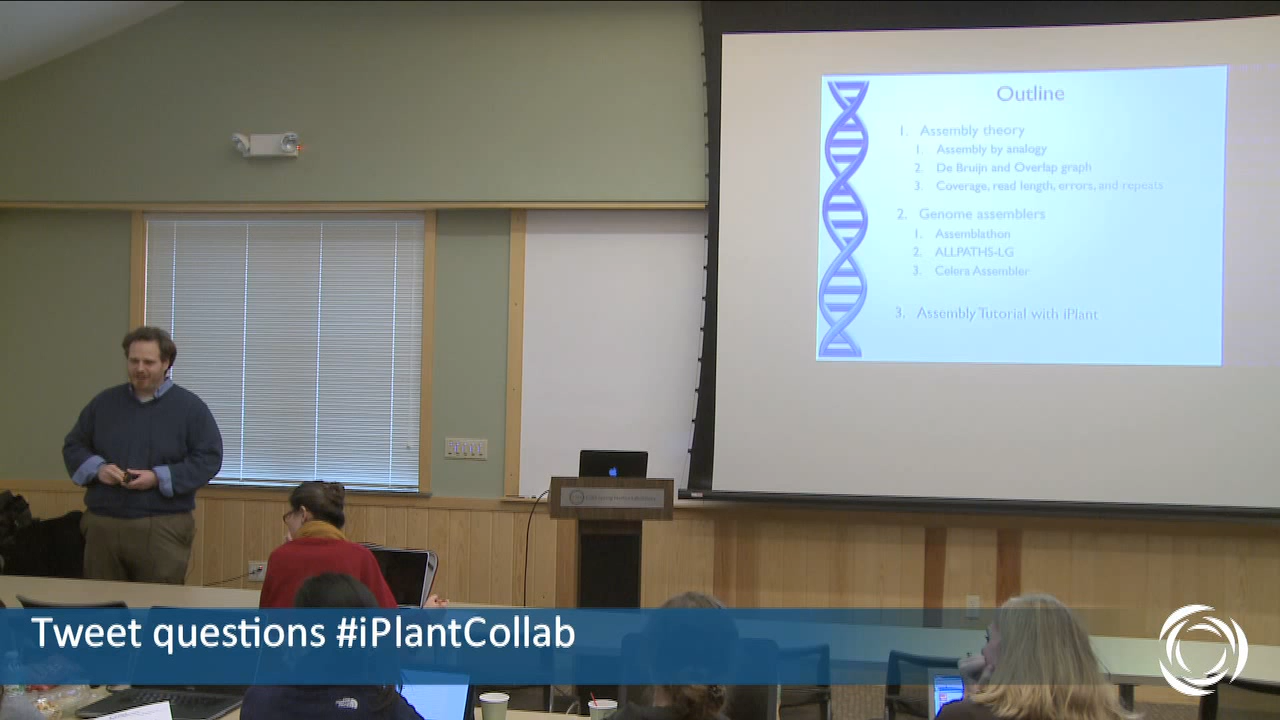 Outline
1. Assembly theory
1. Assembly by analogy
2. De Bruijn and Overlap graph
3. Coverage, read length, errors, and repeats
2. Genome assemblers
1. Assemblathon
2. ALLPATHS-LG
3. Celera Assembler
3. Assembly Tutorial with iPlant
Tweet questions #iPlantCollab